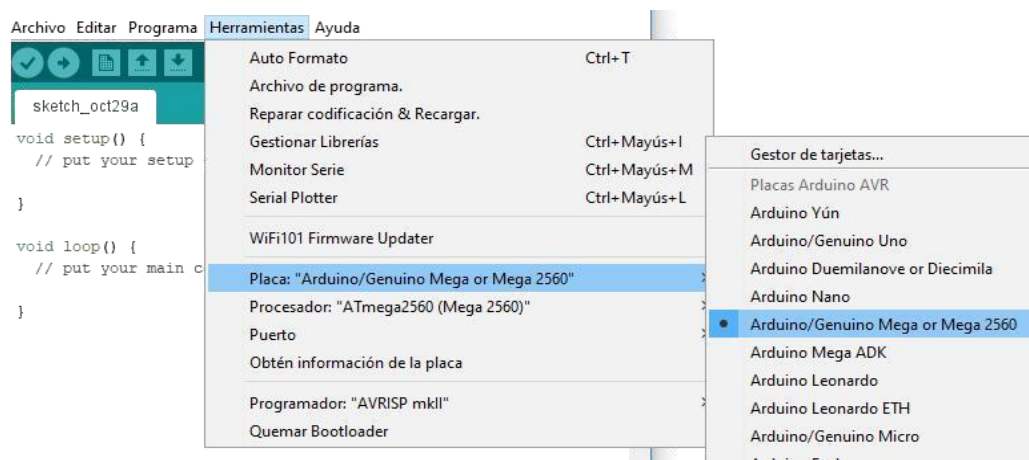 Archivo Editar Programa Herramientas Ayuda
sketch_oct29a
void setup() {
// put your setup
}
void loop() {
// put your main c
}
Auto Formato Ctrl+T
Archivo de programa.
Reparar codificación & Recargar.
Gestionar Librerías Ctrl+Mayús+I
Monitor Serie Ctrl+Mayús+M
Serial Plotter Ctrl+Mayús+L
WiFi101 Firmware Updater
Placa: "Arduino/Genuino Mega or Mega 2560"
Procesador: "ATmega2560 (Mega 2560)"
Puerto
Obtén información de la placa
Programador: "AVRISP mkII"
Quemar Bootloader
Gestor de tarjetas...
Placas Arduino AVR
Arduino Yún
Arduino/Genuino Uno
Arduino Duemilanove or Diecimila
Arduino Nano
Arduino/Genuino Mega or Mega 2560
Arduino Mega ADK
Arduino Leonardo
Arduino Leonardo ETH
Arduino/Genuino Micro